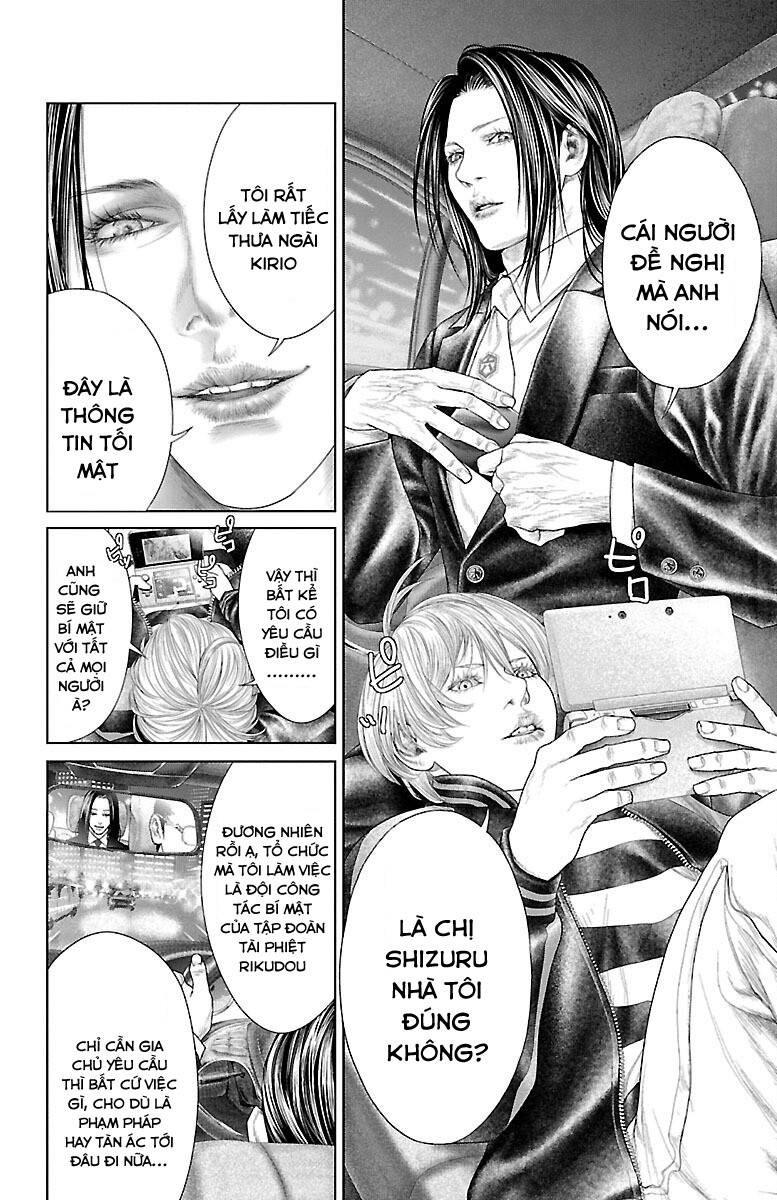 CÁI NGƯỜI
ĐỀ NGHỊ
MÀ ANH
NÓI...
ピコ
ピロ
LÀ CHỊ
SHIZURU
NHÀ TÔI
ĐÚNG
KHÔNG?
TÔI RẤT
LẤY LÀM TIẾC
THƯA NGÀI
KIRIO
ĐÂY LÀ
THÔNG
TIN TỐI
MẬT
VẬY THÌ
BẤT KỂ
TÔI CÓ
YÊU CẦU
ĐIỀU GÌ
.........
ANH
CŨNG
SẼ GIỮ
BÍ MẬT
VỚI TẤT
CẢ MỌI
NGƯỜI
À?
ĐƯƠNG NHIÊN
RỒI Ạ, TỔ CHỨC
MÀ TÔI LÀM VIỆC
LÀ ĐỘI CÔNG
TÁC BÍ MẬT
CỦA TẬP ĐOÀN
TÀI PHIỆT
RIKUDOU
CHỈ CẦN GIA
CHỦ YÊU CẦU
THÌ BẤT CỨ VIỆC
GÌ, CHO DÙ LÀ
PHẠM PHÁP
HAY TÀN ÁC TỚI
ĐÂU ĐI NỮA...